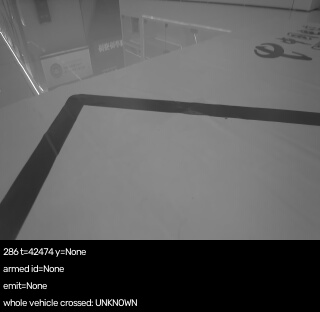 286 t=42474 y=None
armed id=None
emit=None
whole vehicle crossed: UNKNOWN